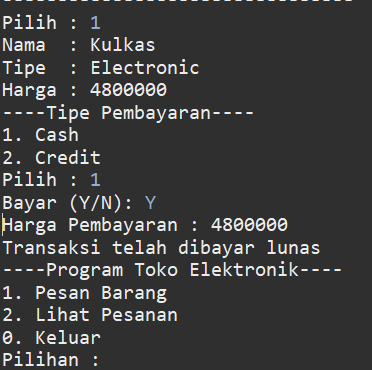 Pilih : 1
Nama  : Kulkas
Tipe  : Electronic
Harga : 4800000
----Tipe Pembayaran----
1. Cash
2. Credit
Pilih : 1
Bayar (Y/N): Y
Harga Pembayaran : 4800000
Transaksi telah dibayar lunas
----Program Toko Elektronik----
1. Pesan Barang
2. Lihat Pesanan
0. Keluar
Pilihan :